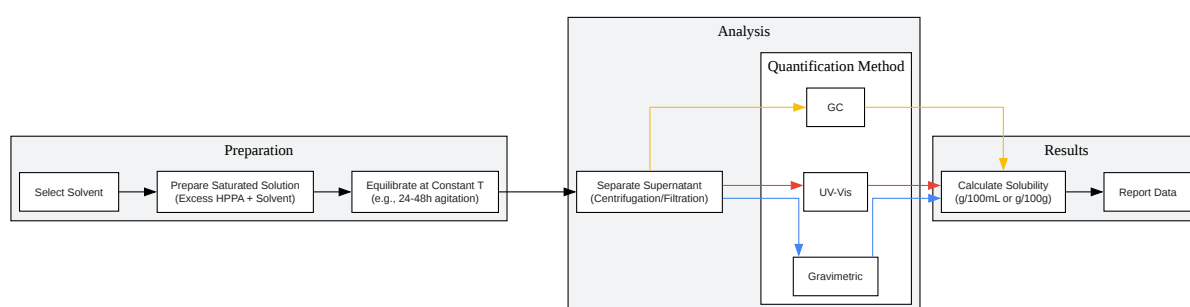 Preparation
Select Solvent
Prepare Saturated Solution
(Excess HPPA + Solvent)
Equilibrate at Constant T
(e.g., 24-48h agitation)
Analysis
Separate Supernatant
(Centrifugation/Filtration)
Quantification Method
GC
UV-Vis
Gravimetric
Results
Calculate Solubility
(g/100mL or g/100g)
Report Data